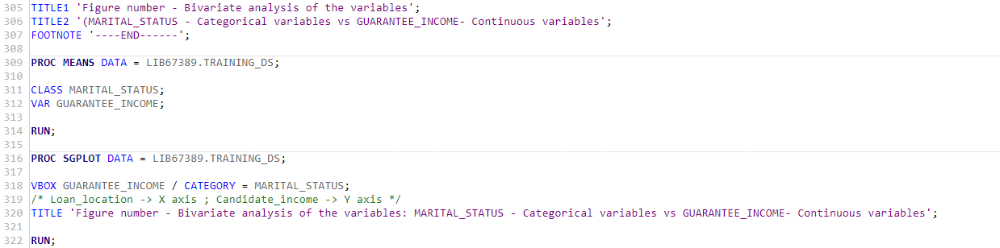 305 TITLE1 'Figure number - Bivariate analysis of the variables';
306 TITLE2 '(MARITAL_STATUS - Categorical variables vs GUARANTEE_INCOME- Continuous variables';
307 FOOTNOTE '----END------';
308
309 PROC MEANS DATA = LIB67389.TRAINING_DS;
310
311 CLASS MARITAL_STATUS;
312 VAR GUARANTEE_INCOME;
313
314 RUN;
315
316 PROC SGPLOT DATA = LIB67389.TRAINING_DS;
317
318 VBOX GUARANTEE_INCOME / CATEGORY = MARITAL_STATUS;
319 /* Loan_location -> X axis ; Candidate_income -> Y axis */
320 TITLE 'Figure number - Bivariate analysis of the variables: MARITAL_STATUS - Categorical variables vs GUARANTEE_INCOME- Continuous variables';
321
322 RUN;